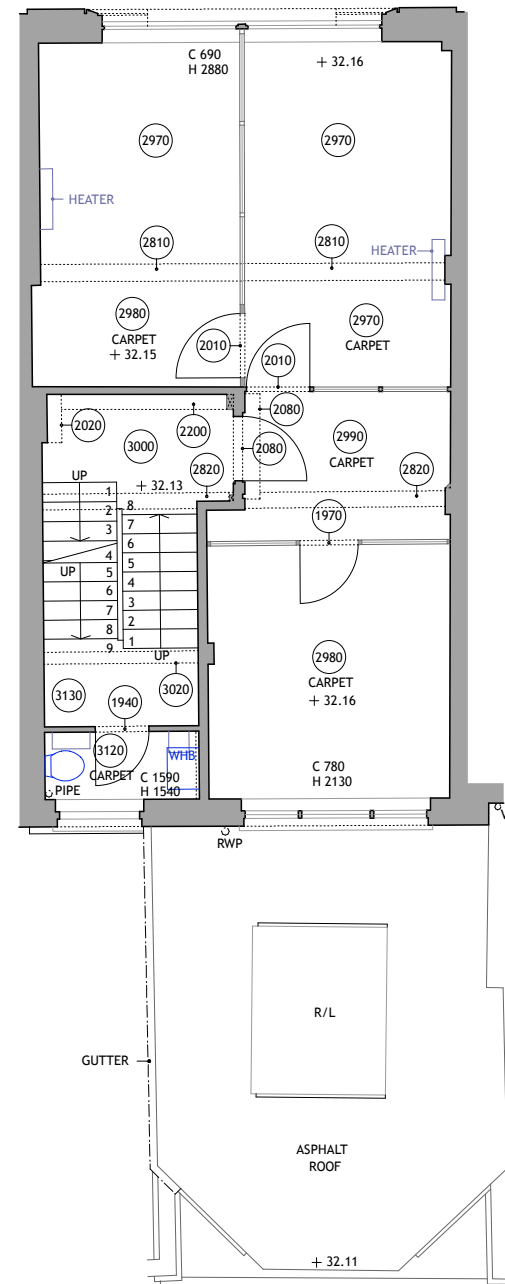 C 690
H 2880
+ 32.16
2970
2970
HEATER
2810
2810
HEATER
2980
CARPET
+ 32.15
2970
CARPET
2010
2010
2080
2020
2200
3000
2080
2990
CARPET
+ 32.13
2820
2820
UP
1
2
3
4
5
6
7
8
9
UP
8
7
6
5
4
3
2
1
UP
1970
2980
CARPET
+ 32.16
3130
1940
3020
3120
CARPET
WHB
C 1590
H 1540
PIPE
C 780
H 2130
RWP
R/L
GUTTER
ASPHALT
ROOF
+ 32.11